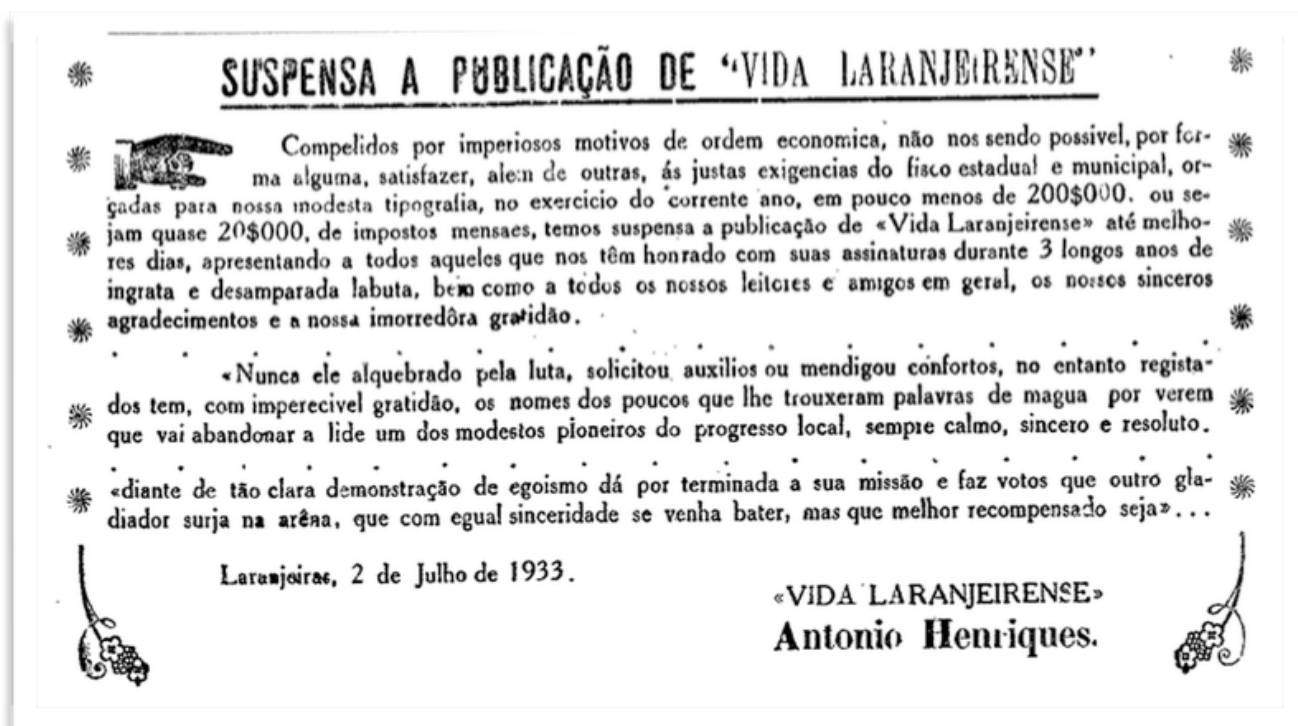 SUSPENSA A PUBLICAÇÃO DE "VIDA LARANJEIRENSE"
Compelidos por imperiosos motivos de ordem economica, não nos sendo possivel, por for-
ma alguma, satisfazer, alem de outras, ás justas exigencias do fisco estadual e municipal, or-
çadas para nossa modesta tipografia, no exercicio do corrente ano, em pouco menos de 200$000. ou se-
jam quase 20$000, de impostos mensaes, temos suspensa a publicação de «Vida Laranjeirense» até melho-
res dias, apresentando a todos aqueles que nos têm honrado com suas assinaturas durante 3 longos anos de
ingrata e desamparada labuta, bem como a todos os nossos leitores e amigos em geral, os nossos sinceros
agradecimentos e a nossa imorredôra gratidão.
«Nunca ele alquebrado pela luta, solicitou auxilios ou mendigou confortos, no entanto regista-
dos tem, com imperecivel gratidão, os nomes dos poucos que lhe trouxeram palavras de magua por verem
que vai abandonar a lide um dos modestos pioneiros do progresso local, sempre calmo, sincero e resoluto.
«diante de tão clara demonstração de egoismo dá por terminada a sua missão e faz votos que outro gla-
diador surja na arêna, que com egual sinceridade se venha bater, mas que melhor recompensado seja»...
Laranjeiras, 2 de Julho de 1933.
«VIDA LARANJEIRENSE»
Antonio Henriques.